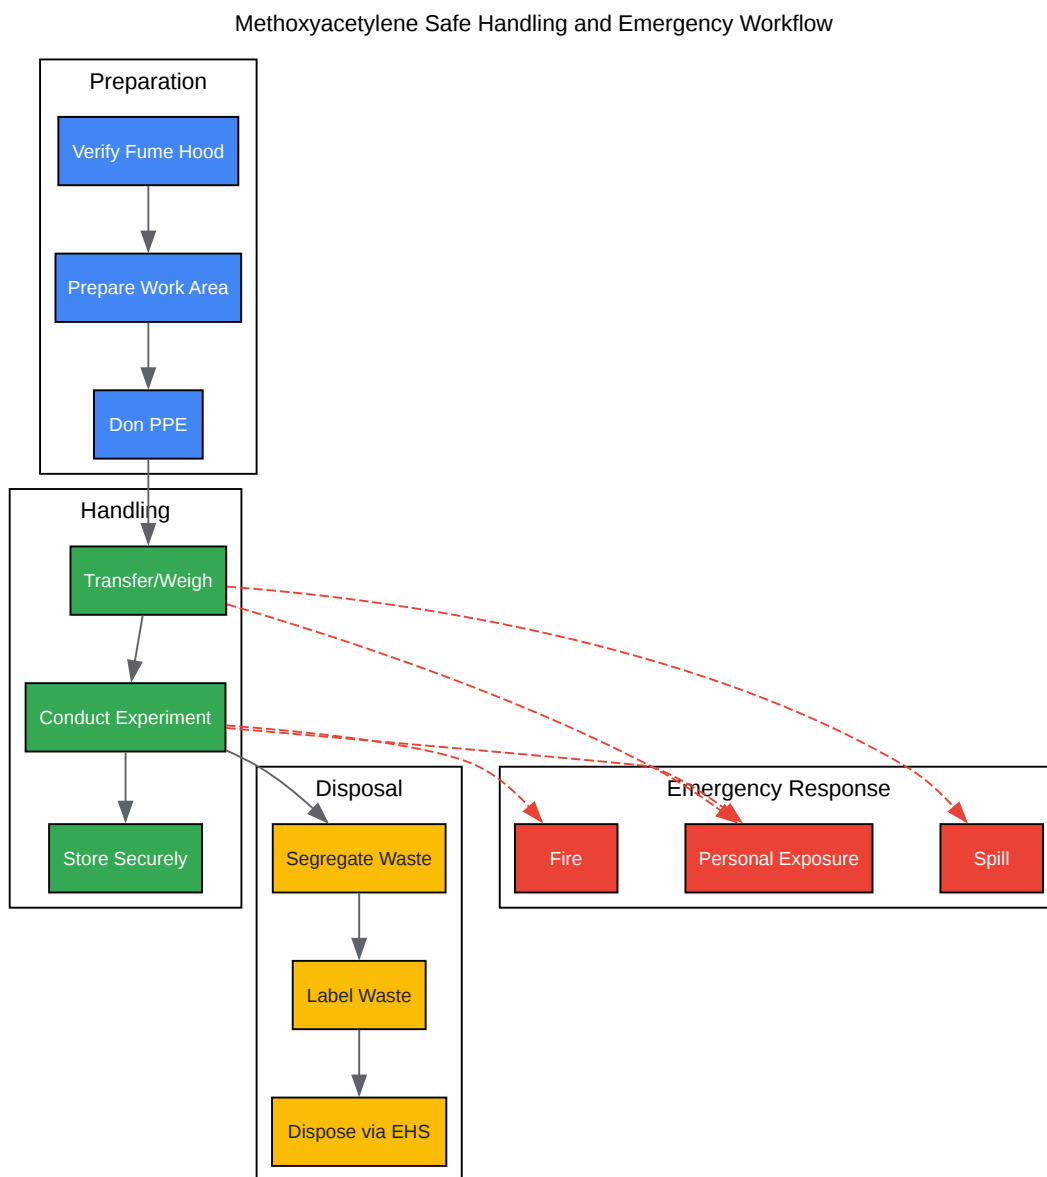 Methoxyacetylene Safe Handling and Emergency Workflow
Preparation
Verify Fume Hood
Prepare Work Area
Don PPE
Handling
Transfer/Weigh
Conduct Experiment
Store Securely
Disposal
Segregate Waste
Label Waste
Dispose via EHS
Emergency Response
Fire
Personal Exposure
Spill